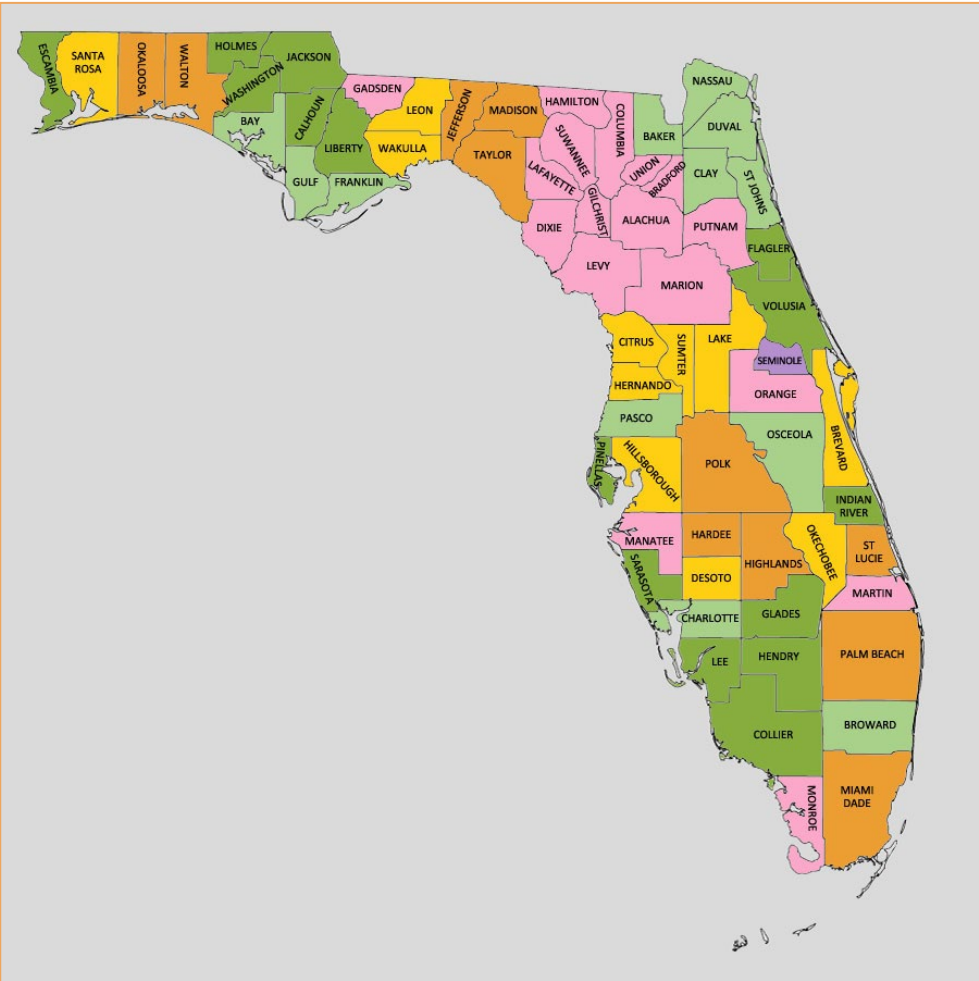 ESCAMBIA
SANTA
ROSA
OKALOOSA
WALTON
HOLMES
WASHINGTON
JACKSON
BAY
CALHOUN
GULF
LIBERTY
FRANKLIN
GADSDEN
LEON
WAKULLA
JEFFERSON
MADISON
TAYLOR
HAMILTON
SUWANNEE
LAFAYETTE
COLUMBIA
BAKER
NASSAU
DUVAL
UNION
BRADFORD
CLAY
ST JOHNS
DIXIE
GILCHRIST
ALACHUA
PUTNAM
FLAGLER
LEVY
MARION
VOLUSIA
CITRUS
SUMTER
LAKE
SEMINOLE
HERNANDO
ORANGE
PASCO
OSCEOLA
BREVARD
PINELLAS
HILLSBOROUGH
POLK
INDIAN
RIVER
MANATEE
HARDEE
HIGHLANDS
OKECHOBEE
ST
LUCIE
SARASOTA
DESOTO
MARTIN
CHARLOTTE
GLADES
LEE
HENDRY
PALM BEACH
COLLIER
BROWARD
MONROE
MIAMI
DADE